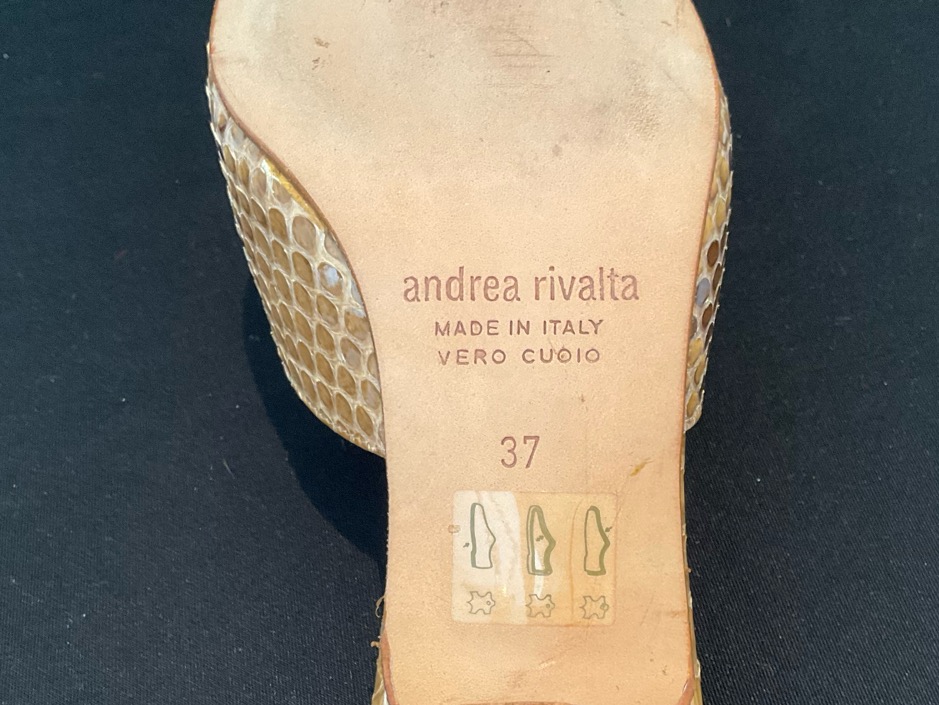 andrea rivalta
MADE IN ITALY
VERO CUOIO
37